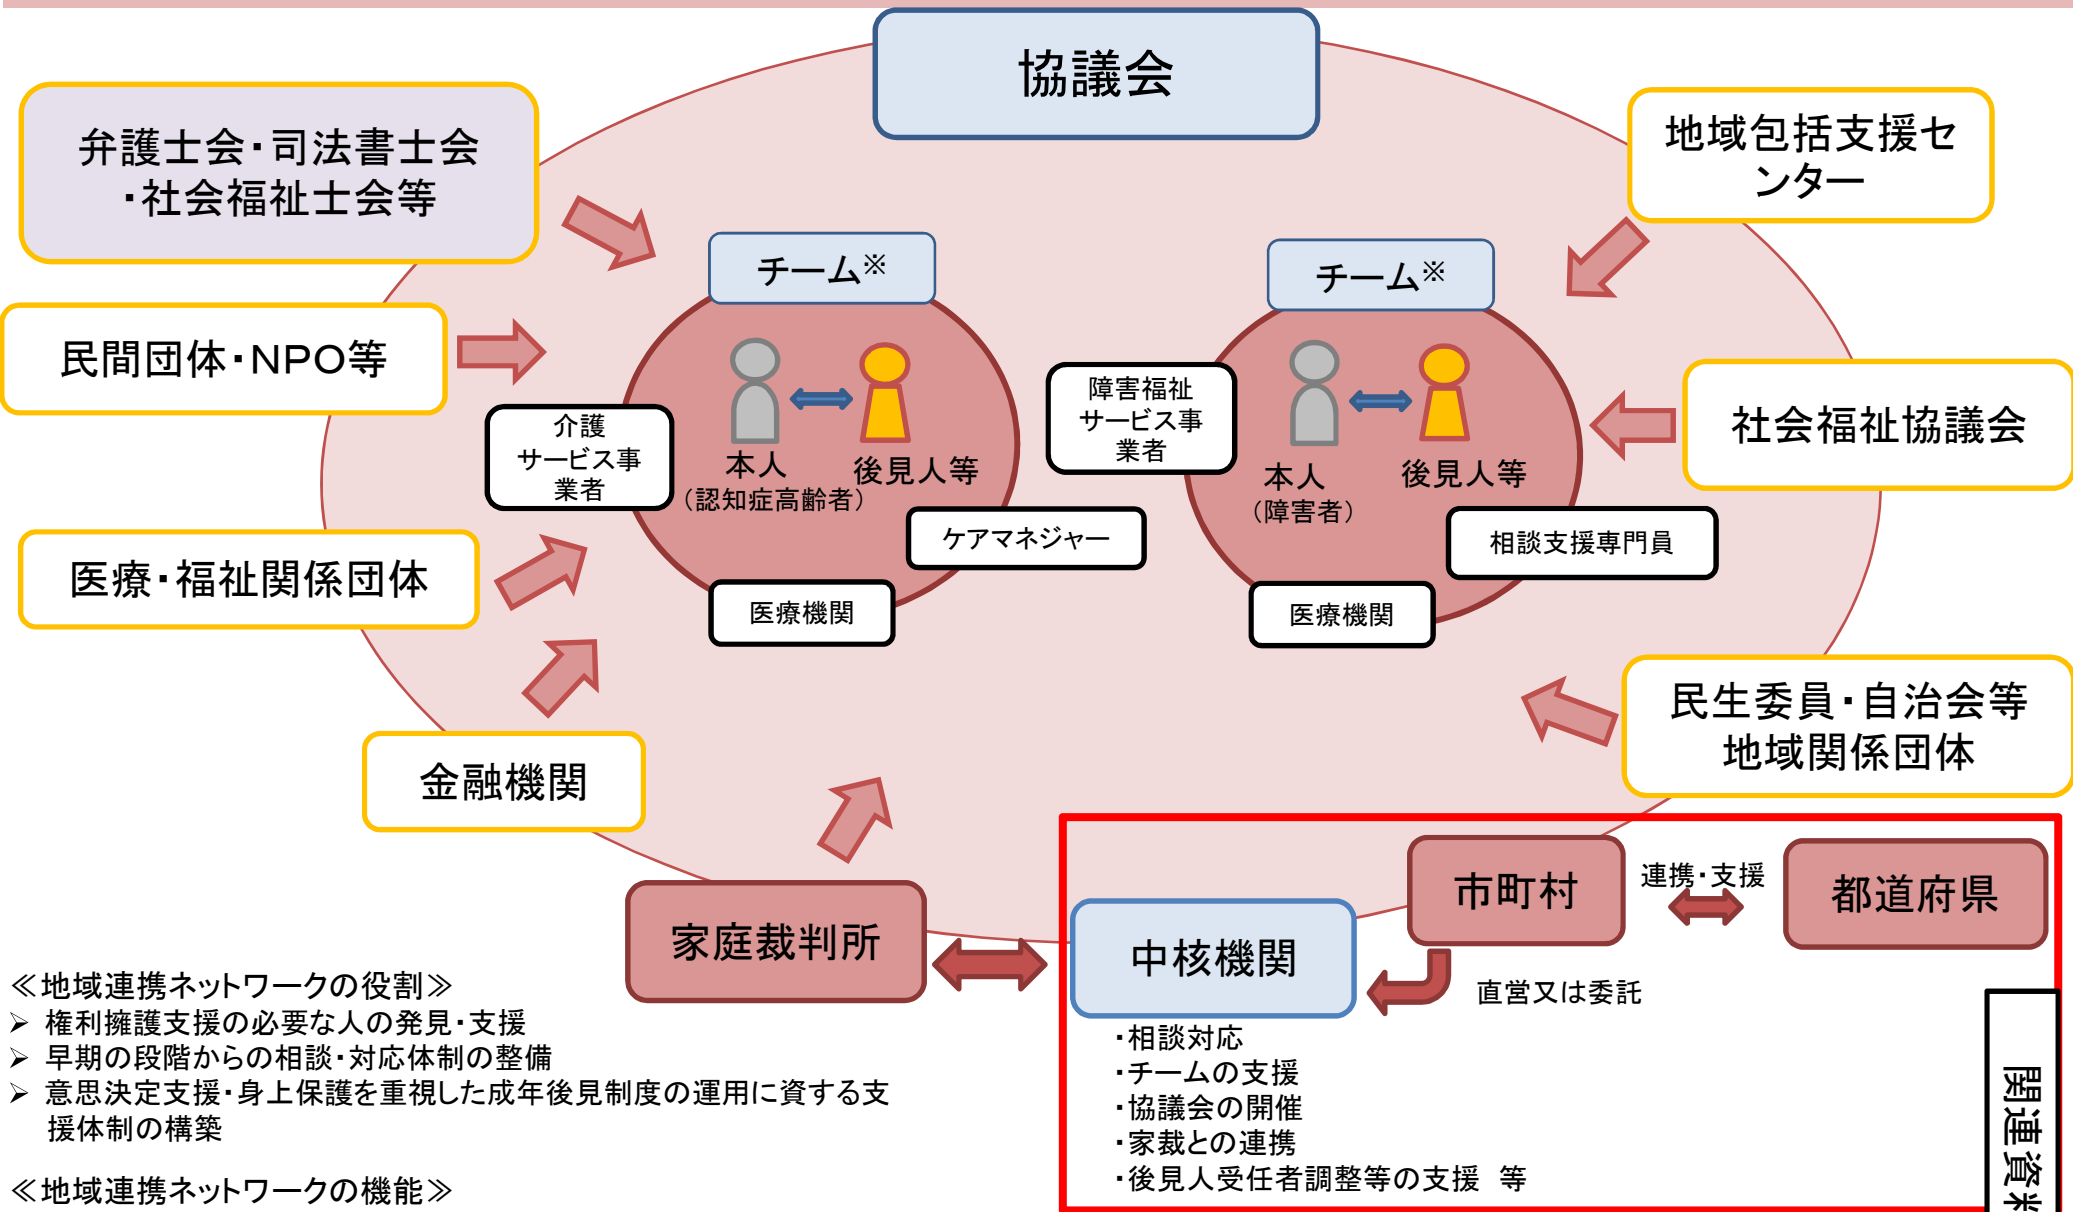 協議会
弁護士会・司法書士会
・社会福祉士会等
地域包括支援セ
ンター
チーム※
チーム※
民間団体・NPO等
障害福祉
サービス事
業者
社会福祉協議会
介護
サービス事
業者
本人
（認知症高齢者）
後見人等
本人
（障害者）
後見人等
ケアマネジャー
相談支援専門員
医療・福祉関係団体
医療機関
医療機関
民生委員・自治会等
地域関係団体
金融機関
市町村
連携・支援
都道府県
家庭裁判所
中核機関
直営又は委託
・相談対応
・チームの支援
・協議会の開催
・家裁との連携
・後見人受任者調整等の支援　等
≪地域連携ネットワークの役割≫
➢ 権利擁護支援の必要な人の発見・支援
➢ 早期の段階からの相談・対応体制の整備
➢ 意思決定支援・身上保護を重視した成年後見制度の運用に資する支
援体制の構築
≪地域連携ネットワークの機能≫
関連資料